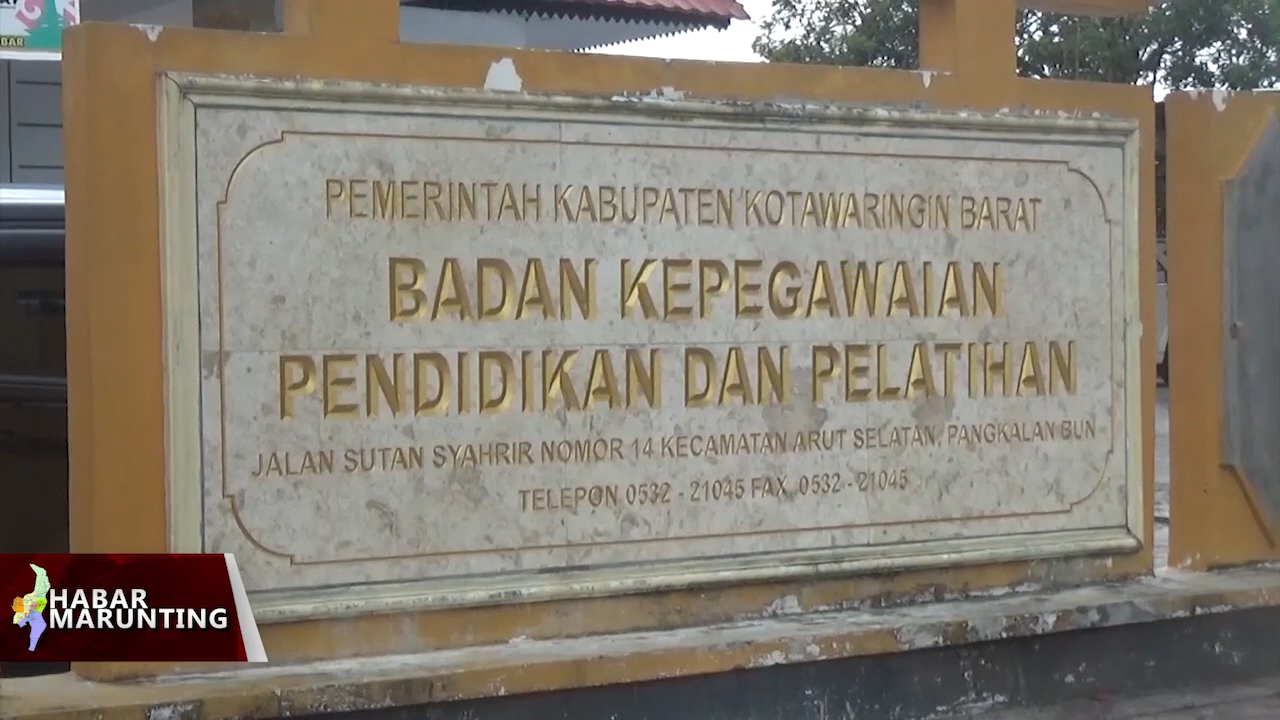 BAR
PEMERINTAH KABUPATEN KOTAWARINGIN BARAT
BADAN KEPEGAWAIAN
PENDIDIKAN DAN PELATIHAN
JALAN SUTAN SYAHRIR NOMOR 14 KECAMATAN ARUT SELATAN, PANGKALAN BUN
TELEPON 0532 - 21045 FAX. 0532 - 21045
HABAR
MARUNTING